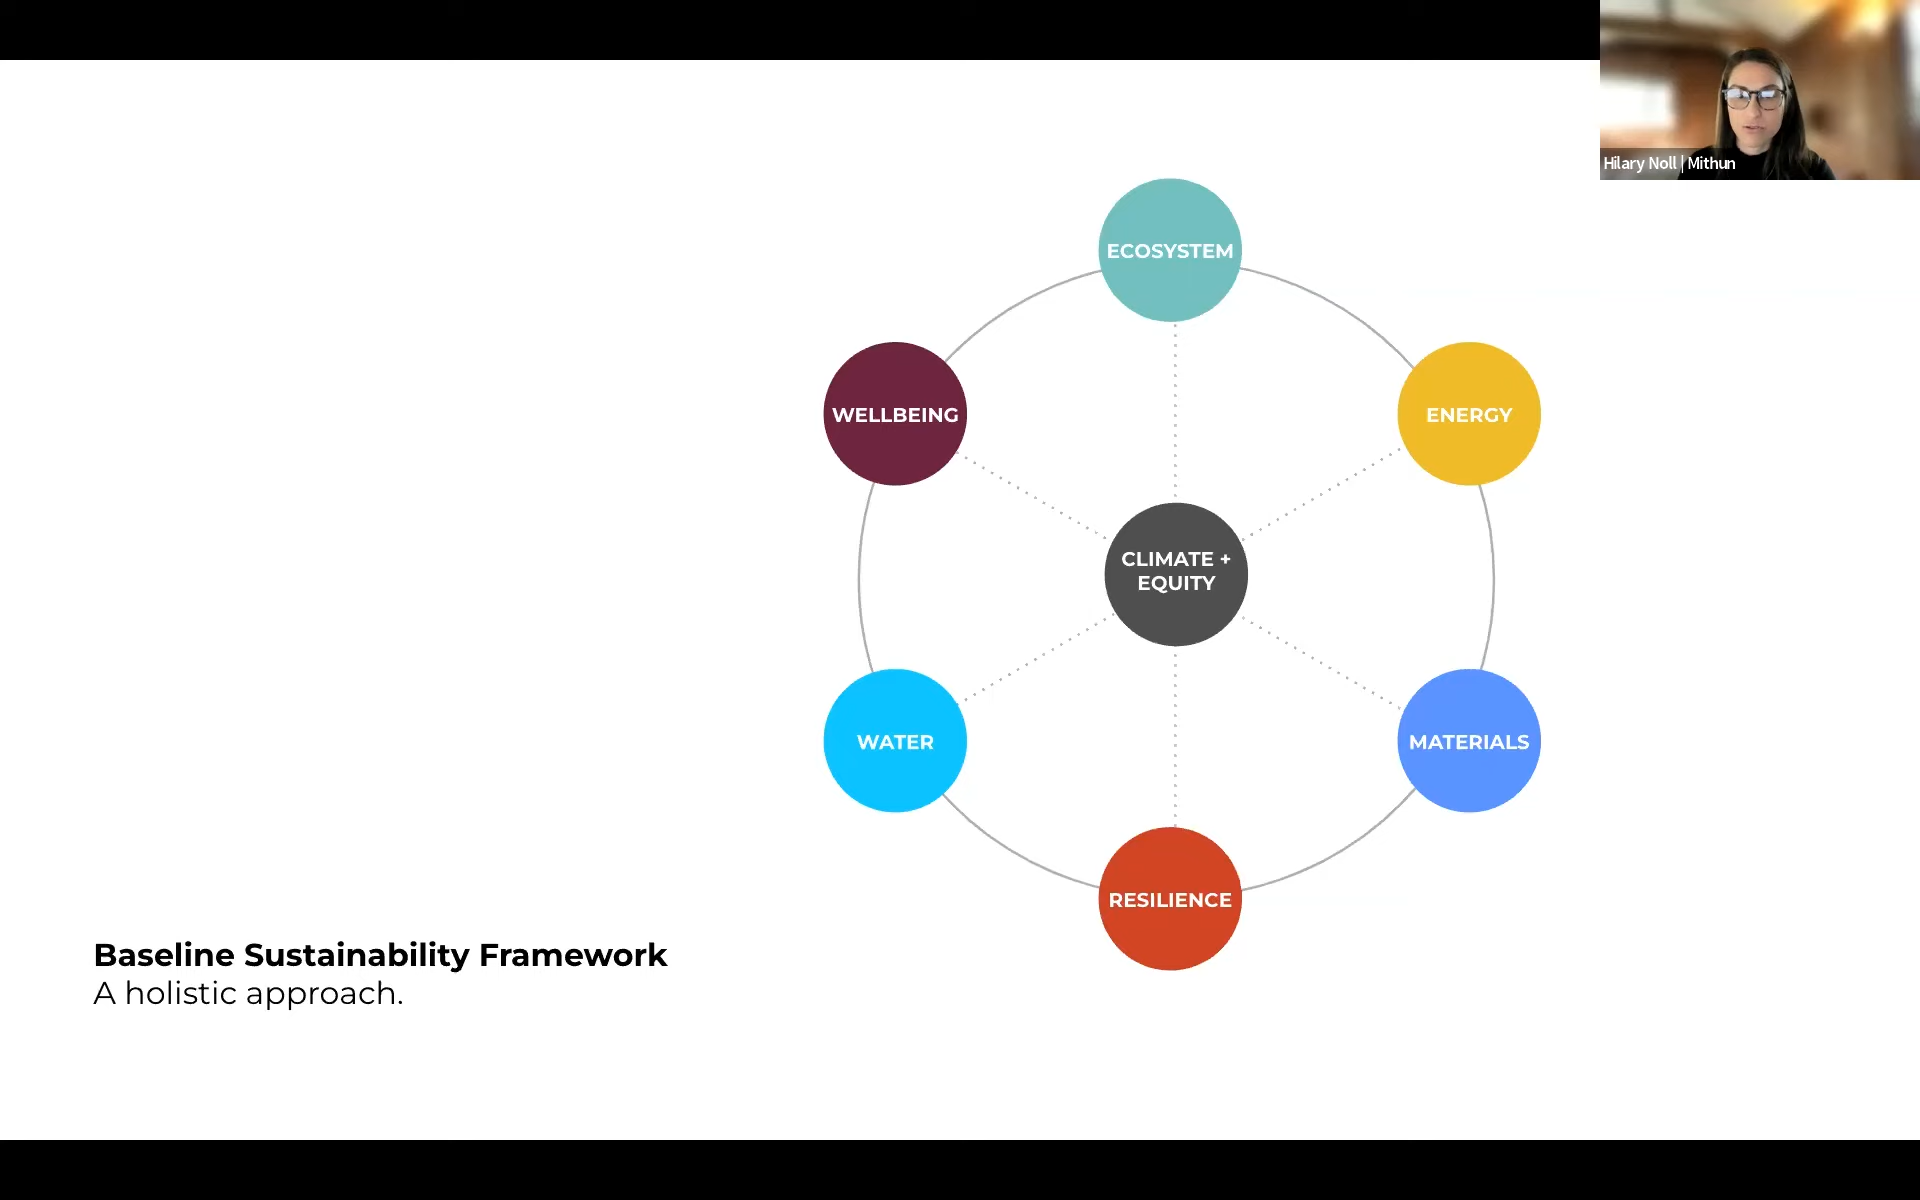 Hilary Noll | Mithun
ECOSYSTEM
WELLBEING
ENERGY
CLIMATE +
EQUITY
WATER
MATERIALS
RESILIENCE
Baseline Sustainability Framework
A holistic approach.